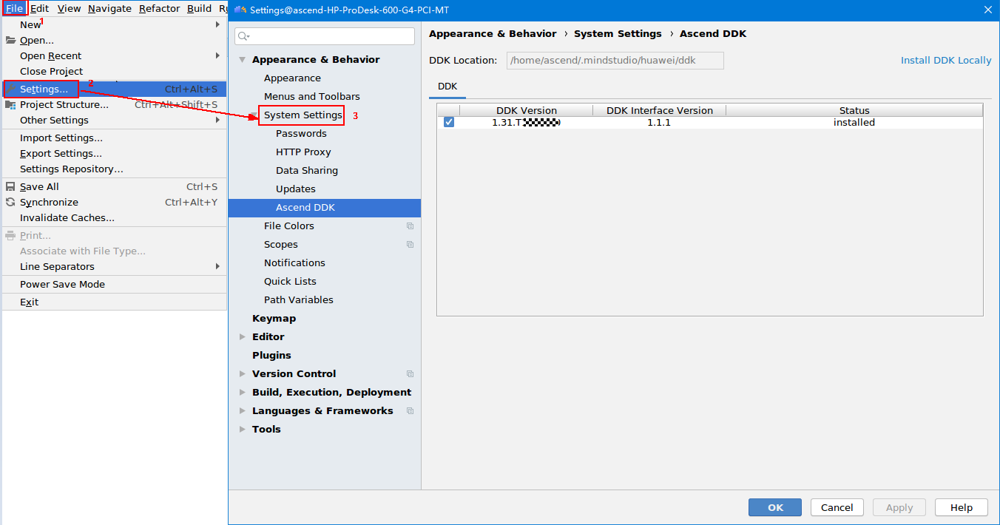 File Edit View Navigate Refactor Build
1
New
Open...
Open Recent
Close Project
2
Settings... Ctrl+Alt+S
Project Structure... Ctrl+Alt+Shift+S
Other Settings
Import Settings...
Export Settings...
Settings Repository...
Save All Ctrl+S
Synchronize Ctrl+Alt+Y
Invalidate Caches...
Print...
Associate with File Type...
Line Separators
Power Save Mode
Exit
Settings@ascend-HP-ProDesk-600-G4-PCI-MT
Appearance & Behavior
Appearance
Menus and Toolbars
System Settings
3
Passwords
HTTP Proxy
Data Sharing
Updates
Ascend DDK
File Colors
Scopes
Notifications
Quick Lists
Path Variables
Keymap
Editor
Plugins
Version Control
Build, Execution, Deployment
Languages & Frameworks
Tools
Appearance & Behavior › System Settings › Ascend DDK
DDK Location: /home/ascend/.mindstudio/huawei/ddk Install DDK Locally
DDK
DDK Version DDK Interface Version Status
1.31.T 1.1.1 installed
OK Cancel Apply Help